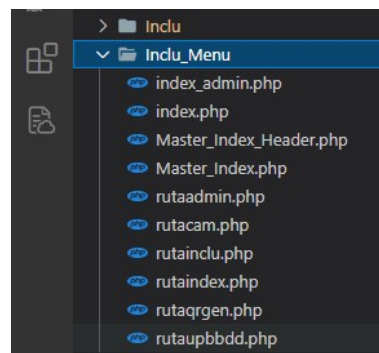 Inclu
Inclu_Menu
index_admin.php
index.php
Master_Index_Header.php
Master_Index.php
rutaadmin.php
rutacam.php
rutainclu.php
rutaindex.php
rutaqrgen.php
rutaupbbdd.php